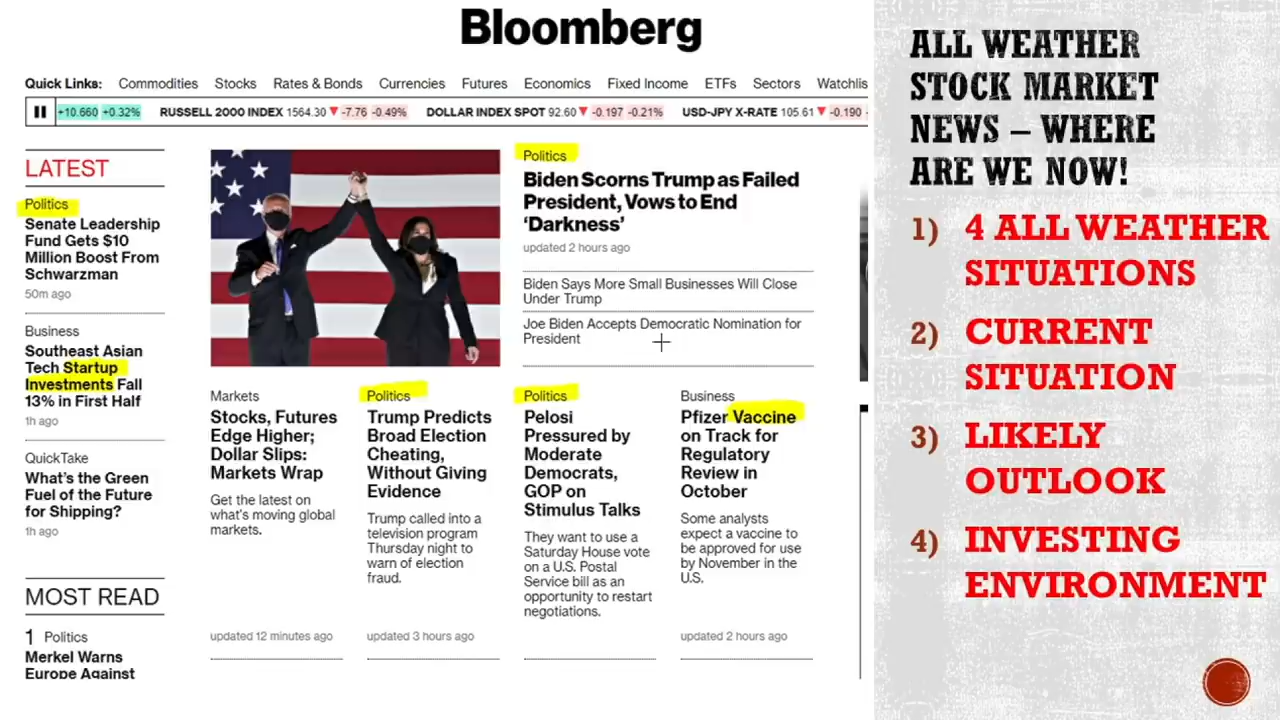 Bloomberg
Quick Links: Commodities Stocks Rates & Bonds Currencies Futures Economics Fixed Income ETFs Sectors Watchlis
+10.660 +0.32% RUSSELL 2000 INDEX 1564.30 ▼ -7.76 -0.49% DOLLAR INDEX SPOT 92.60 ▼ -0.197 -0.21% USD-JPY X-RATE 105.61 ▼ -0.190
LATEST
Politics
Senate Leadership
Fund Gets $10
Million Boost From
Schwarzman
50m ago
Business
Southeast Asian
Tech Startup
Investments Fall
13% in First Half
1h ago
QuickTake
What's the Green
Fuel of the Future
for Shipping?
1h ago
MOST READ
1 Politics
Merkel Warns
Europe Against
Politics
Biden Scorns Trump as Failed
President, Vows to End
‘Darkness’
updated 2 hours ago
Biden Says More Small Businesses Will Close
Under Trump
Joe Biden Accepts Democratic Nomination for
President
Markets
Stocks, Futures
Edge Higher;
Dollar Slips:
Markets Wrap
Get the latest on
what's moving global
markets.
updated 12 minutes ago
Politics
Trump Predicts
Broad Election
Cheating,
Without Giving
Evidence
Trump called into a
television program
Thursday night to
warn of election
fraud.
updated 3 hours ago
Politics
Pelosi
Pressured by
Moderate
Democrats,
GOP on
Stimulus Talks
They want to use a
Saturday House vote
on a U.S. Postal
Service bill as an
opportunity to restart
negotiations.
Business
Pfizer Vaccine
on Track for
Regulatory
Review in
October
Some analysts
expect a vaccine to
be approved for use
by November in the
U.S.
updated 2 hours ago
ALL WEATHER
STOCK MARKET
NEWS – WHERE
ARE WE NOW!
1) 4 ALL WEATHER
SITUATIONS
2) CURRENT
SITUATION
3) LIKELY
OUTLOOK
4) INVESTING
ENVIRONMENT